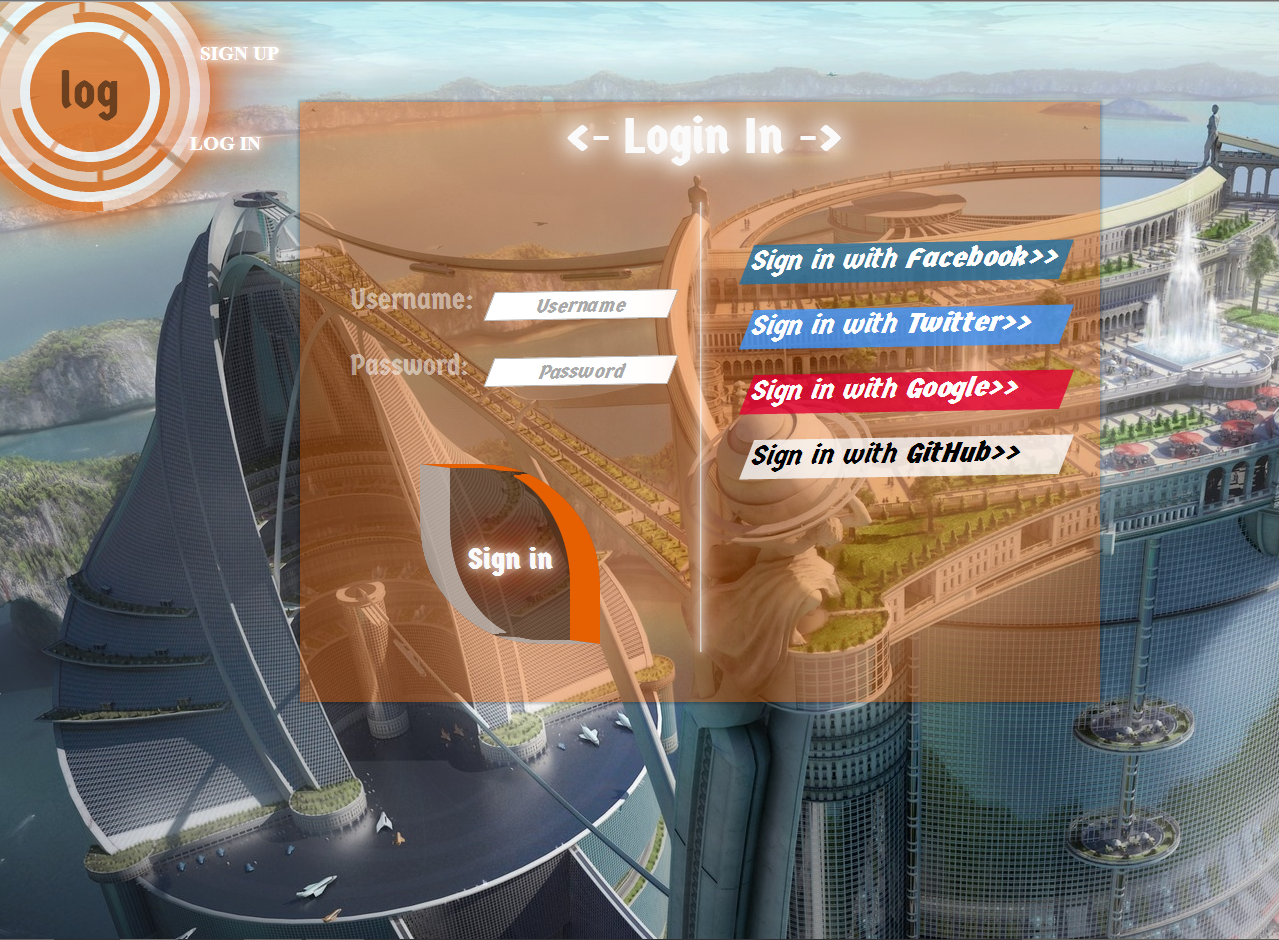 log
SIGN UP
LOG IN
<- Login In ->
Username:
Username
Password:
Password
Sign in
Sign in with Facebook>>
Sign in with Twitter>>
Sign in with Google>>
Sign in with GitHub>>